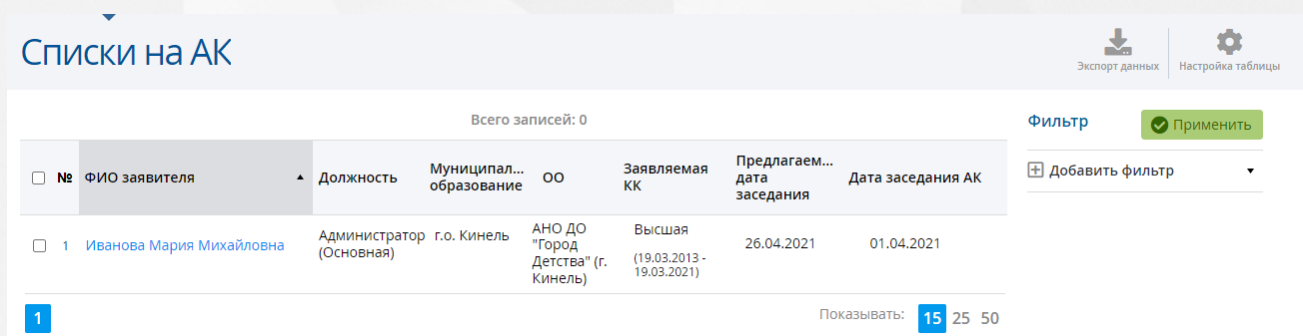 Списки на АК
Экспорт данных
Настройка таблицы
Всего записей: 0
Фильтр
Применить
Добавить фильтр
№
ФИО заявителя
Должность
Муниципал...
образование
ОО
Заявляемая
КК
Предлагаем...
дата
заседания
Дата заседания АК
1
Иванова Мария Михайловна
Администратор
(Основная)
г.о. Кинель
АНО ДО
"Город
Детства" (г.
Кинель)
Высшая
(19.03.2013 -
19.03.2021)
26.04.2021
01.04.2021
1
Показывать: 15 25 50